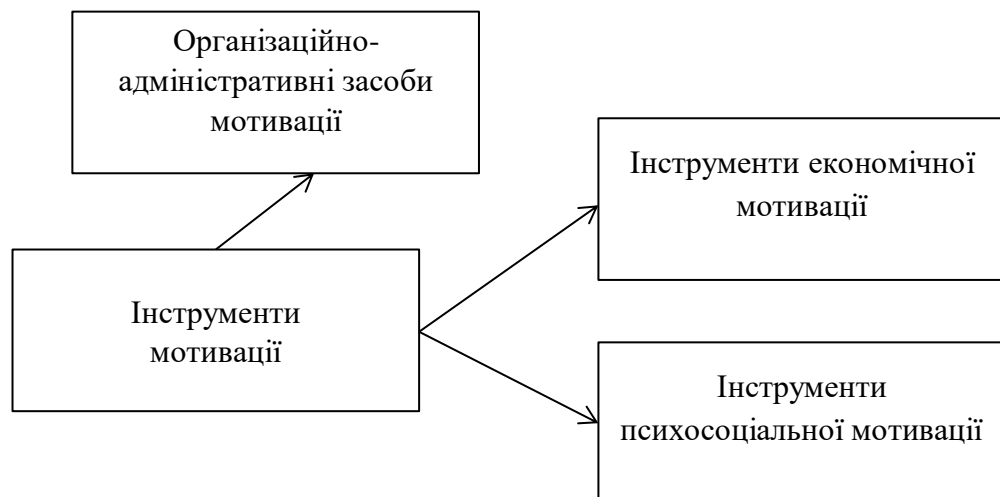 Організаційно-
адміністративні засоби
мотивації
Інструменти економічної
мотивації
Інструменти
мотивації
Інструменти
психосоціальної мотивації